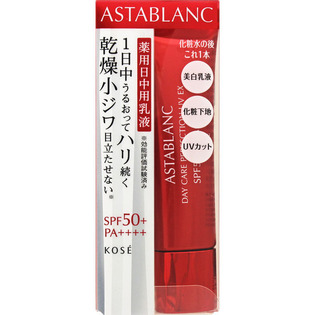 ASTABLANC
薬用日中用乳液
※効能評価試験済み
1日中うるおってハリ続く
乾燥小ジワ目立たせない※
SPF50+
PA++++
KOSÉ
化粧水の後
これ1本
美白乳液
化粧下地
UVカット
ASTABLANC
DAY CARE PERFECTION UV EX